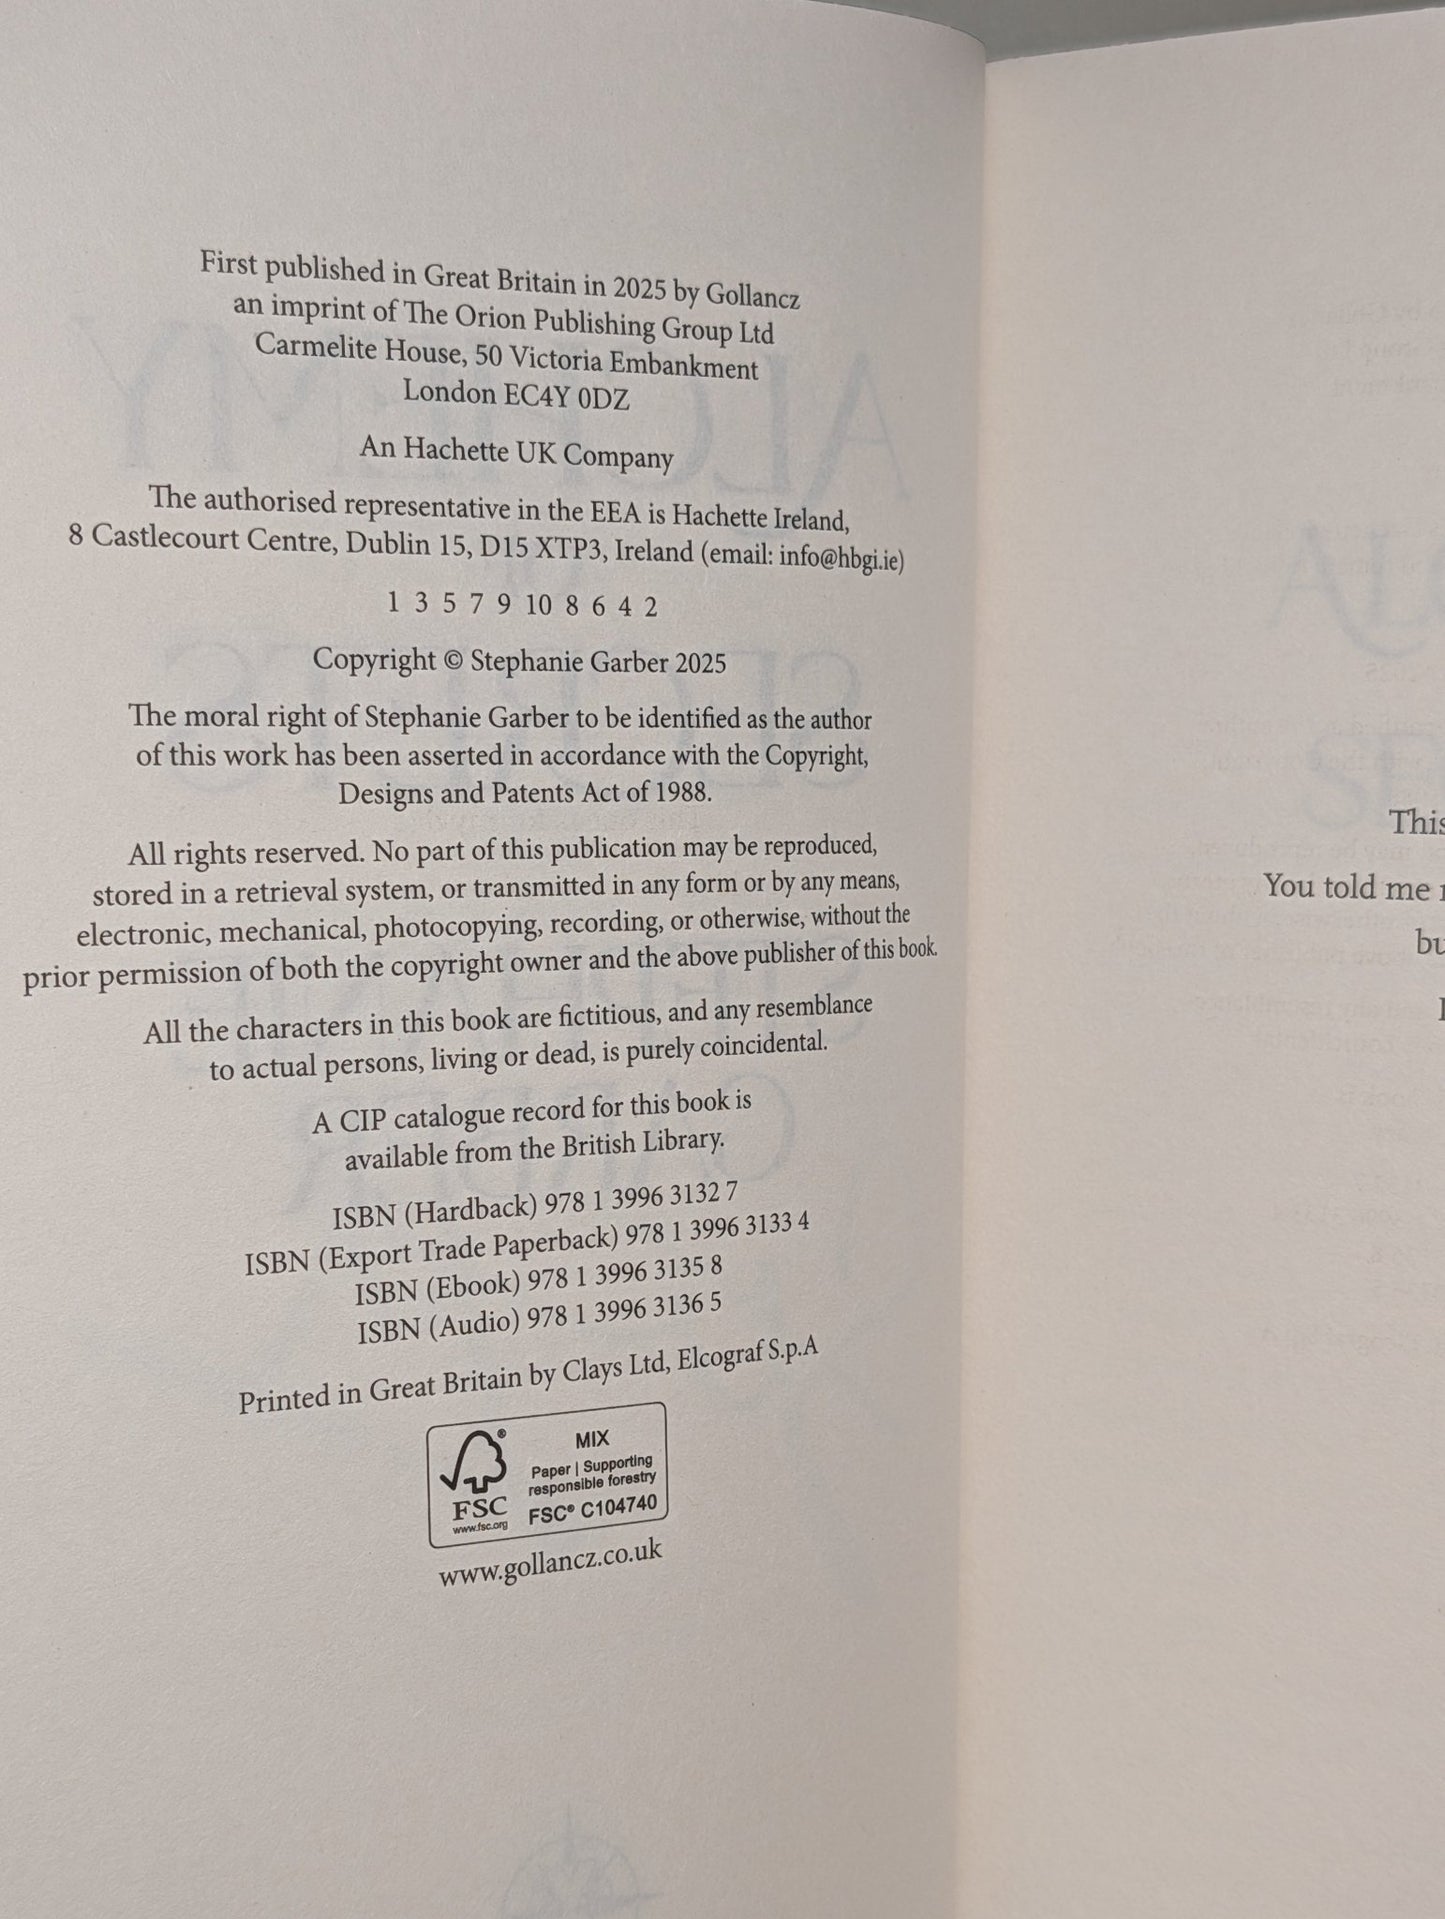 First published in Great Britain in 2025 by Gollancz
an imprint of The Orion Publishing Group Ltd
Carmelite House, 50 Victoria Embankment
London EC4Y 0DZ
An Hachette UK Company
The authorised representative in the EEA is Hachette Ireland,
8 Castlecourt Centre, Dublin 15, D15 XTP3, Ireland (email: info@hbgi.ie)
1 3 5 7 9 10 8 6 4 2
Copyright © Stephanie Garber 2025
The moral right of Stephanie Garber to be identified as the author
of this work has been asserted in accordance with the Copyright,
Designs and Patents Act of 1988.
All rights reserved. No part of this publication may be reproduced,
stored in a retrieval system, or transmitted in any form or by any means,
electronic, mechanical, photocopying, recording, or otherwise, without the
prior permission of both the copyright owner and the above publisher of this book.
All the characters in this book are fictitious, and any resemblance
to actual persons, living or dead, is purely coincidental.
A CIP catalogue record for this book is
available from the British Library.
ISBN (Hardback) 978 1 3996 3132 7
ISBN (Export Trade Paperback) 978 1 3996 3133 4
ISBN (Ebook) 978 1 3996 3135 8
ISBN (Audio) 978 1 3996 3136 5
Printed in Great Britain by Clays Ltd, Elcograf S.p.A
MIX
Paper | Supporting
responsible forestry
FSC® C104740
FSC
www.fsc.org
www.gollancz.co.uk
This
You told me